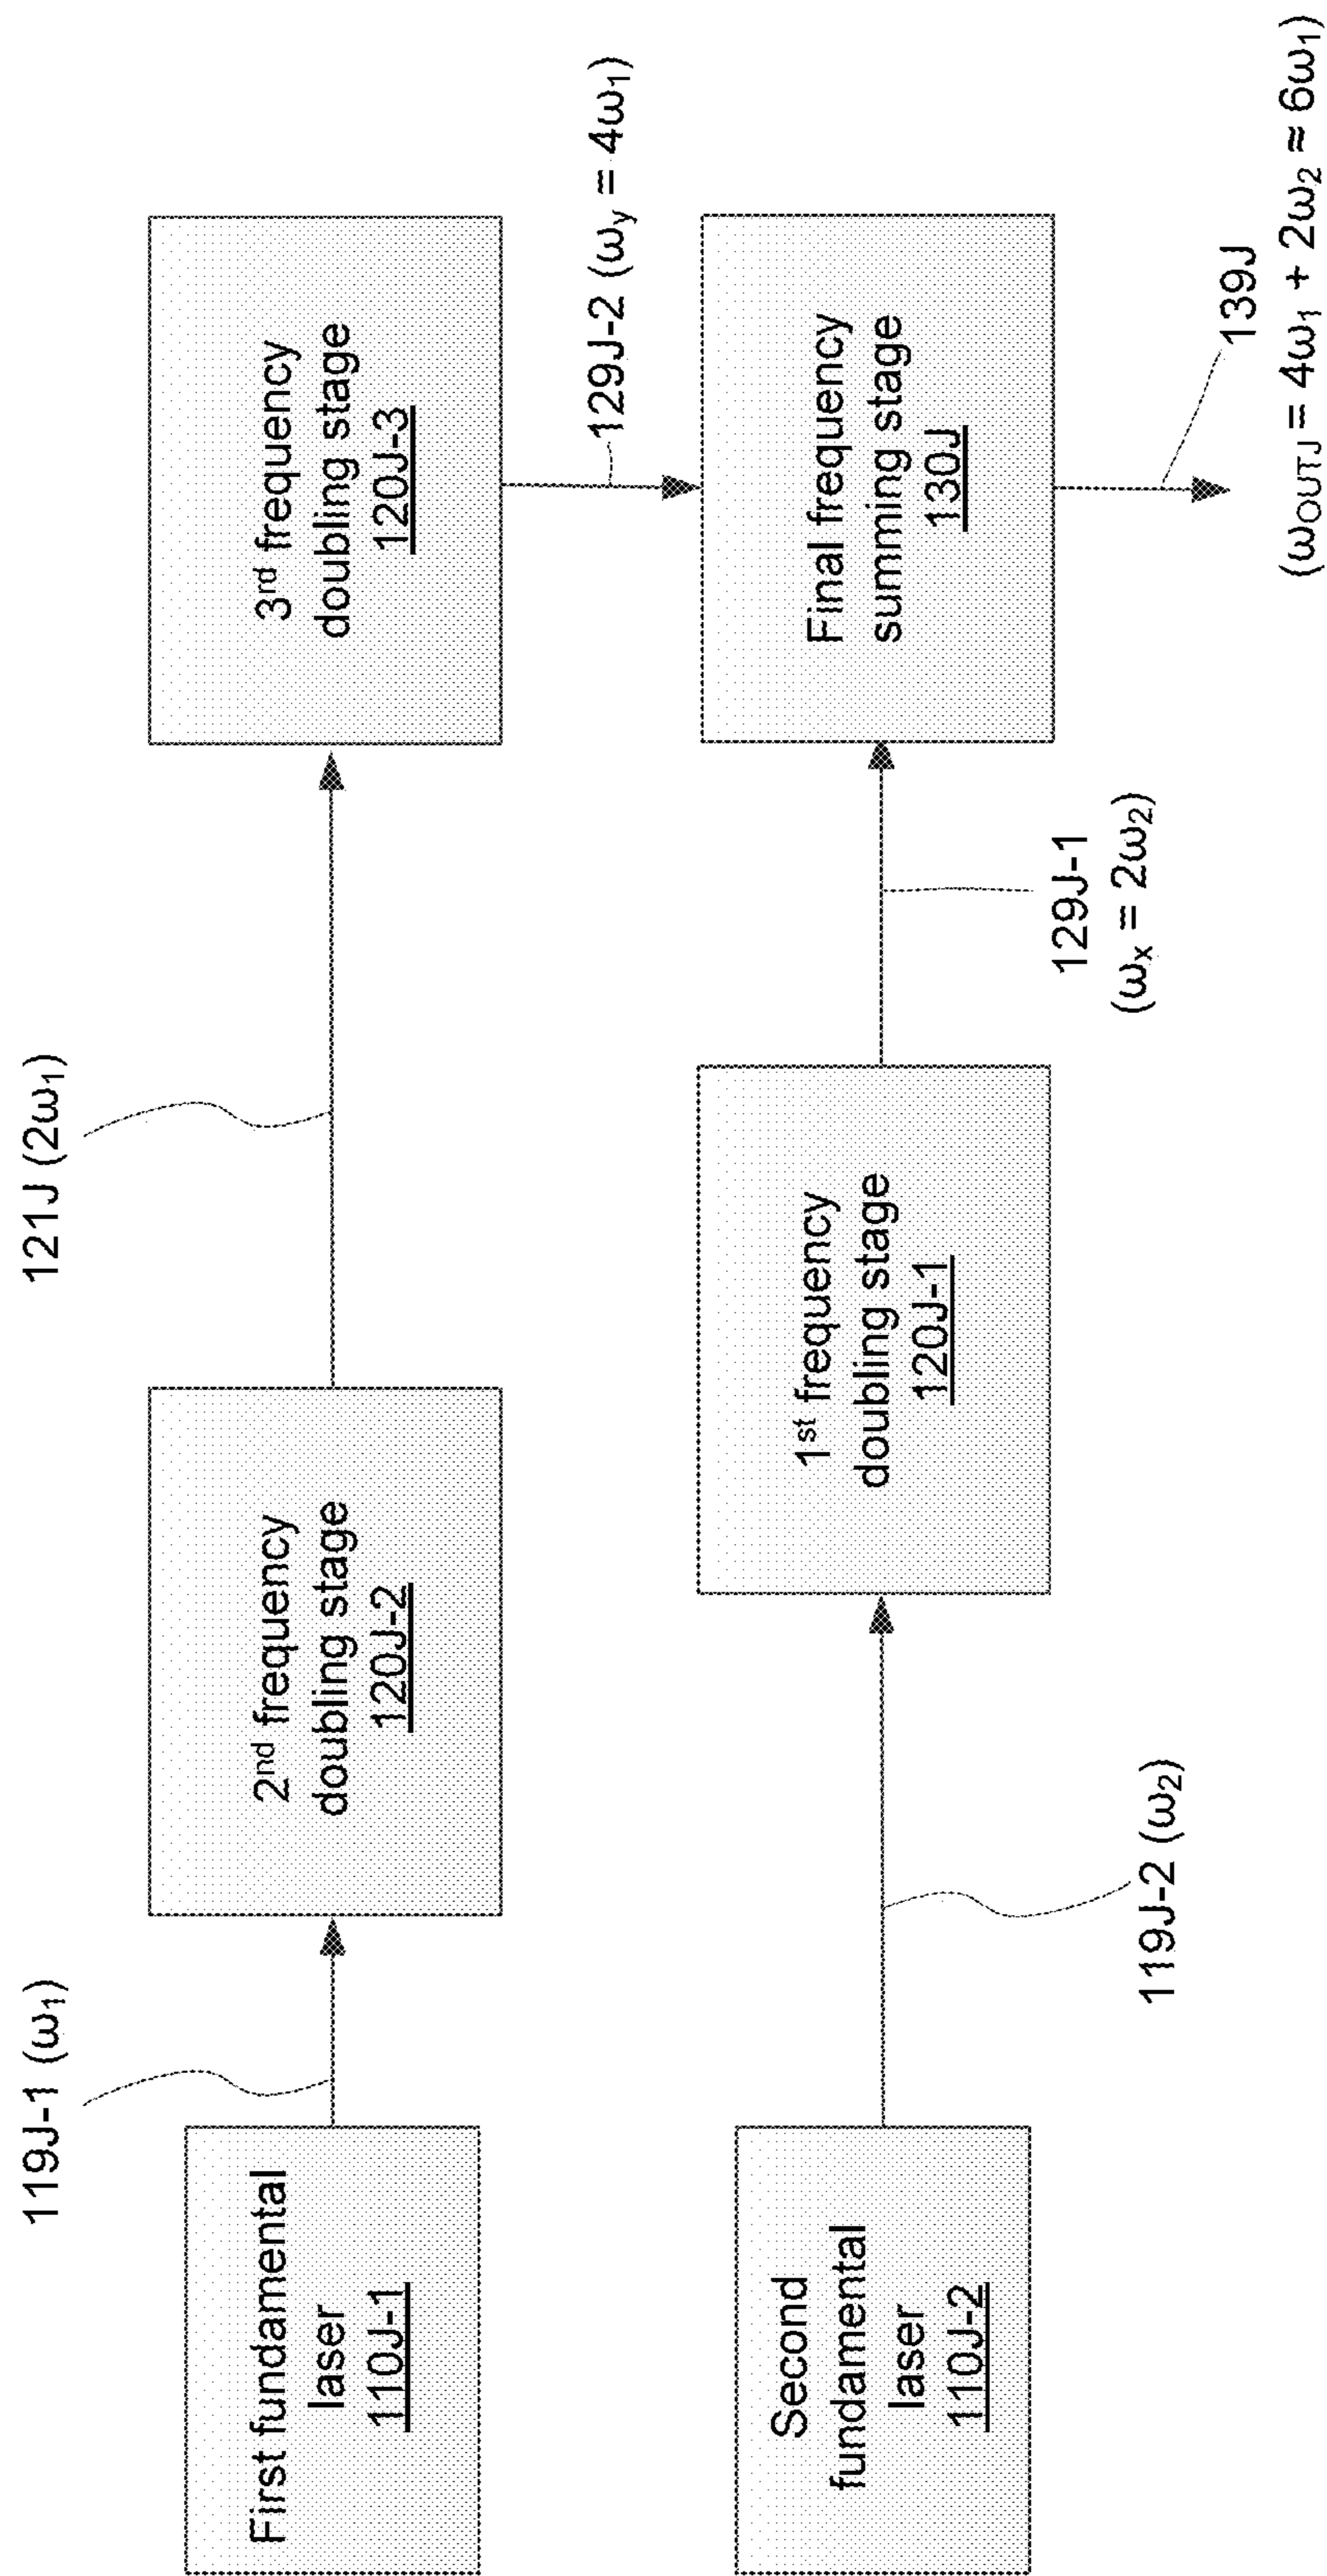 119J-1 (ω₁)
121J (2ω₁)
First fundamental
laser
110J-1
2ⁿᵈ frequency
doubling stage
120J-2
3ʳᵈ frequency
doubling stage
120J-3
129J-2 (ωy = 4ω₁)
Second
fundamental
laser
110J-2
1ˢᵗ frequency
doubling stage
120J-1
Final frequency
summing stage
130J
119J-2 (ω₂)
129J-1
(ωₓ = 2ω₂)
139J
(ωOUTJ = 4ω₁ + 2ω₂ ≈ 6ω₁)